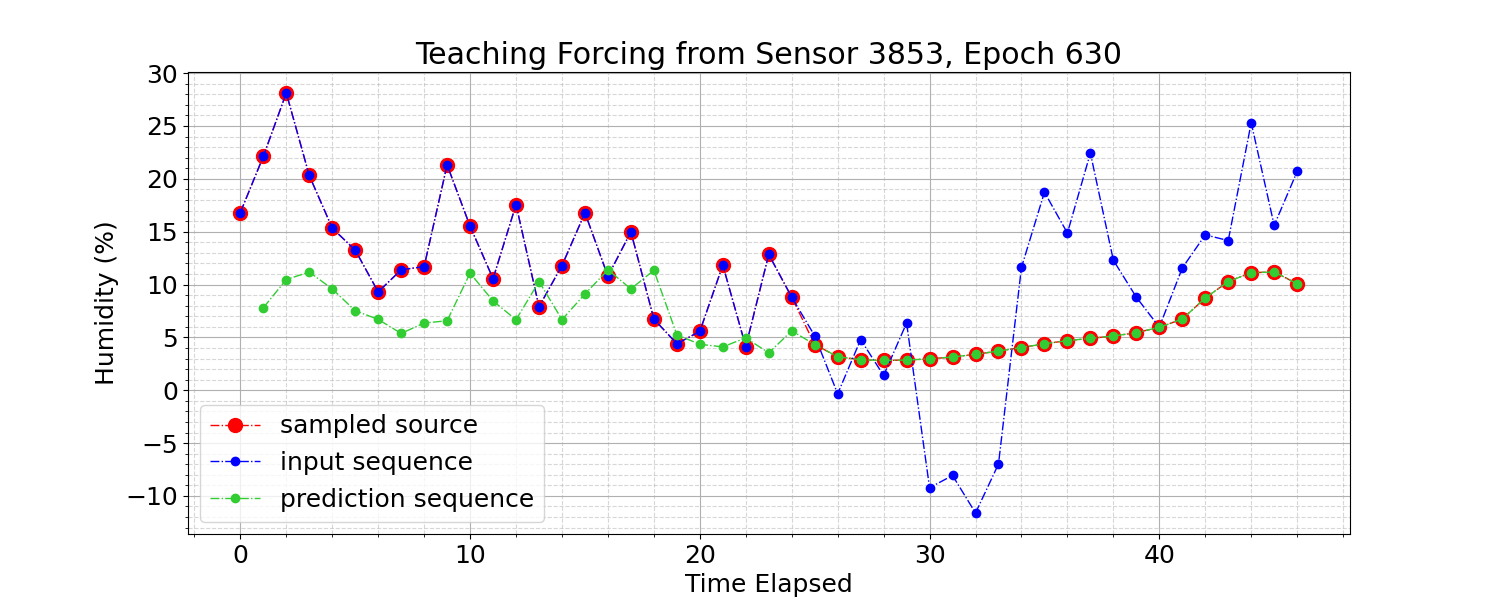 Teaching Forcing from Sensor 3853, Epoch 630
30
25
20
15
10
5
0
−5
−10
Humidity (%)
sampled source
input sequence
prediction sequence
0 10 20 30 40
Time Elapsed